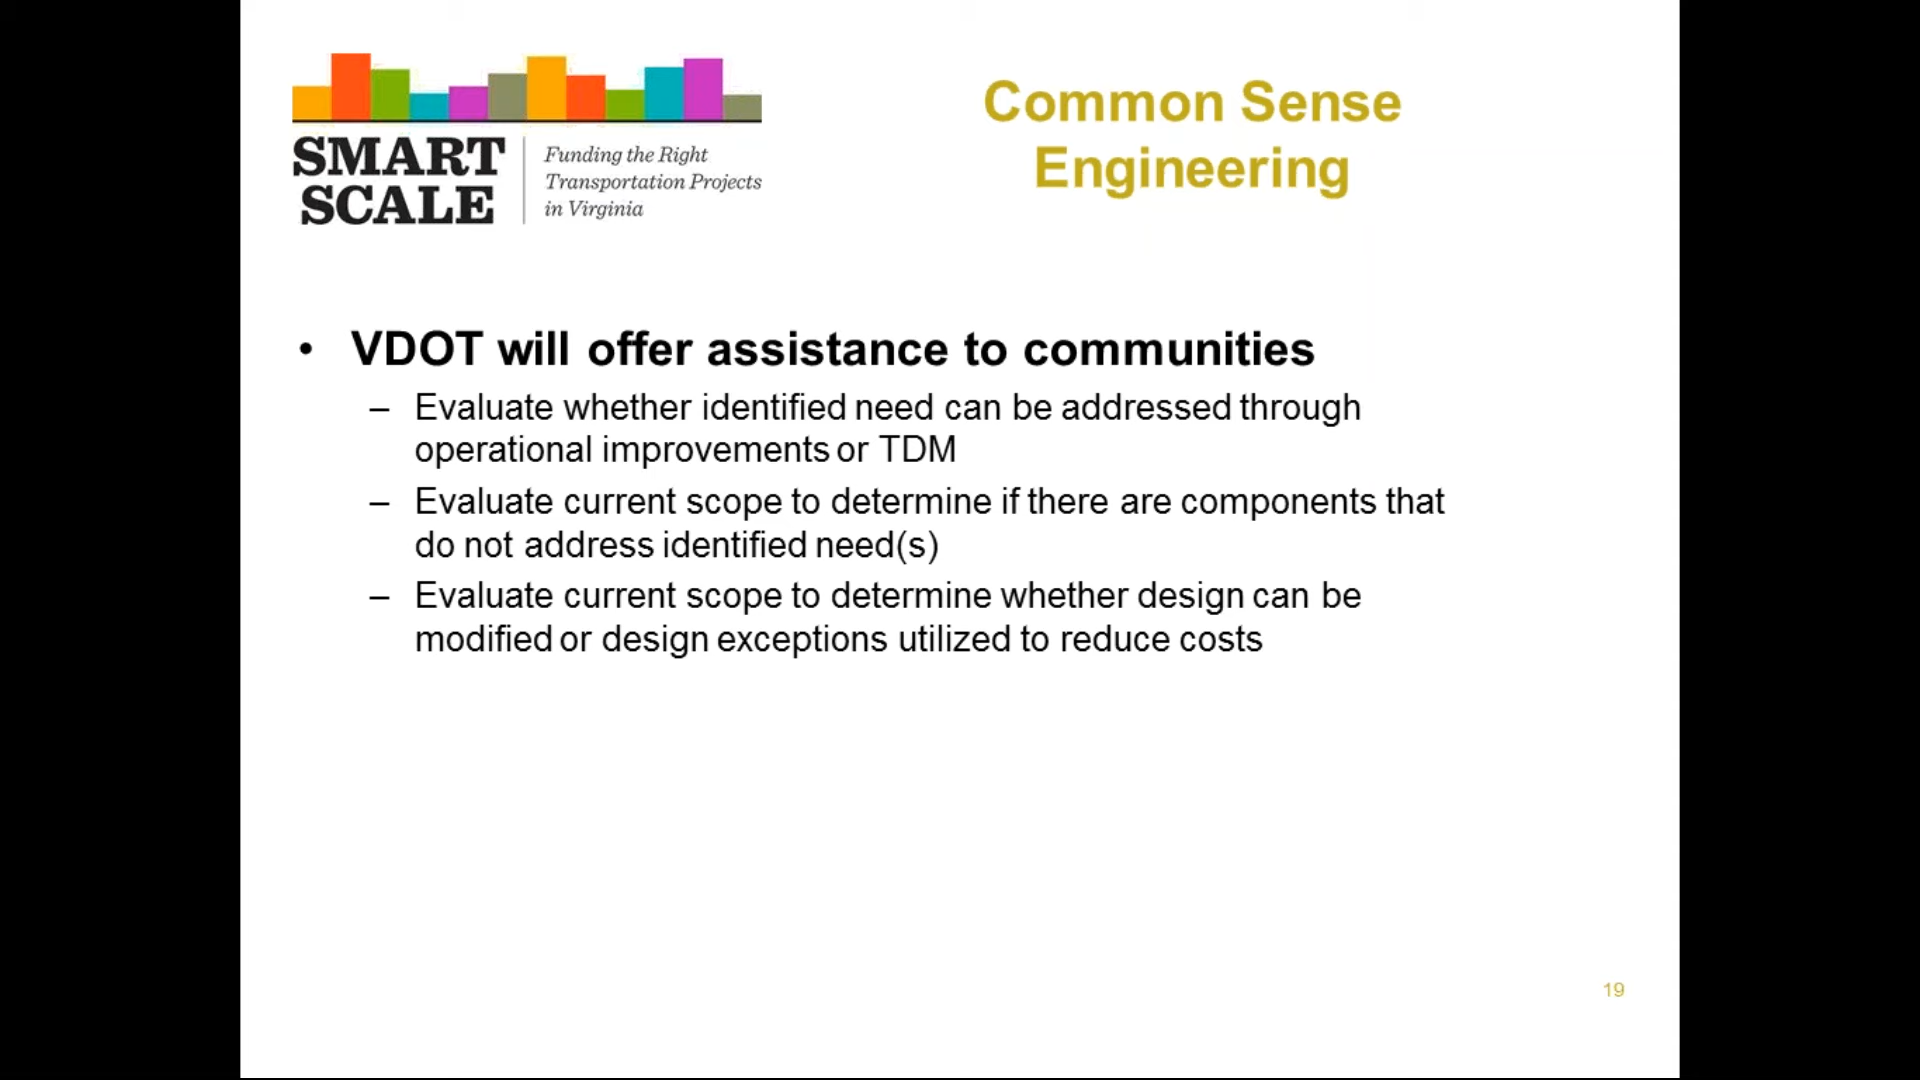 SMART
SCALE
Funding the Right
Transportation Projects
in Virginia
Common Sense
Engineering
• VDOT will offer assistance to communities
– Evaluate whether identified need can be addressed through
operational improvements or TDM
– Evaluate current scope to determine if there are components that
do not address identified need(s)
– Evaluate current scope to determine whether design can be
modified or design exceptions utilized to reduce costs
19